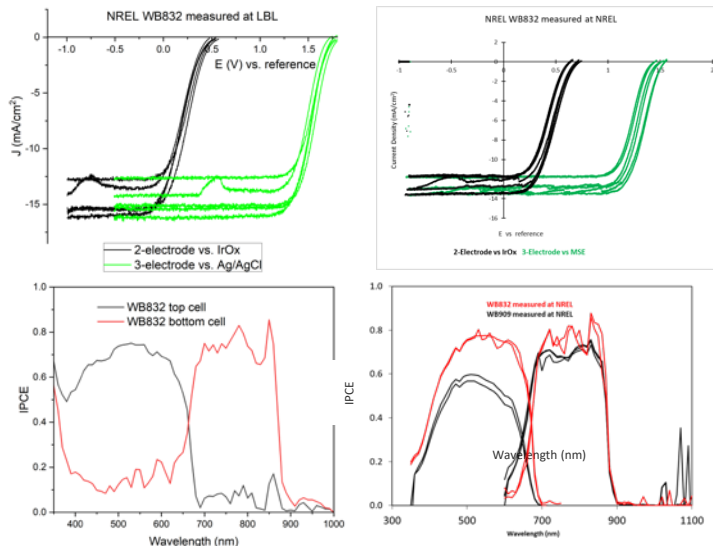 NREL WB832 measured at LBL
-1.0 -0.5 0.0 0.5 1.0 1.5
E (V) vs. reference
0
-5
-10
-15
J (mA/cm²)
2-electrode vs. IrOx
3-electrode vs. Ag/AgCl
NREL WB832 measured at NREL
2
0
-2
-4
-6
-8
-10
-12
-14
-16
-1 -0.5 0 0.5 1 1.5 2
Current Density (mA/cm²)
E vs reference
2-Electrode vs IrOx 3-Electrode vs MSE
WB832 top cell
WB832 bottom cell
1.0
0.8
0.6
0.4
0.2
0.0
IPCE
400 500 600 700 800 900 1000
Wavelength (nm)
WB832 measured at NREL
WB909 measured at NREL
1.0
0.8
0.6
0.4
0.2
0.0
IPCE
Wavelength (nm)
300 500 700 900 1100
Wavelength (nm)